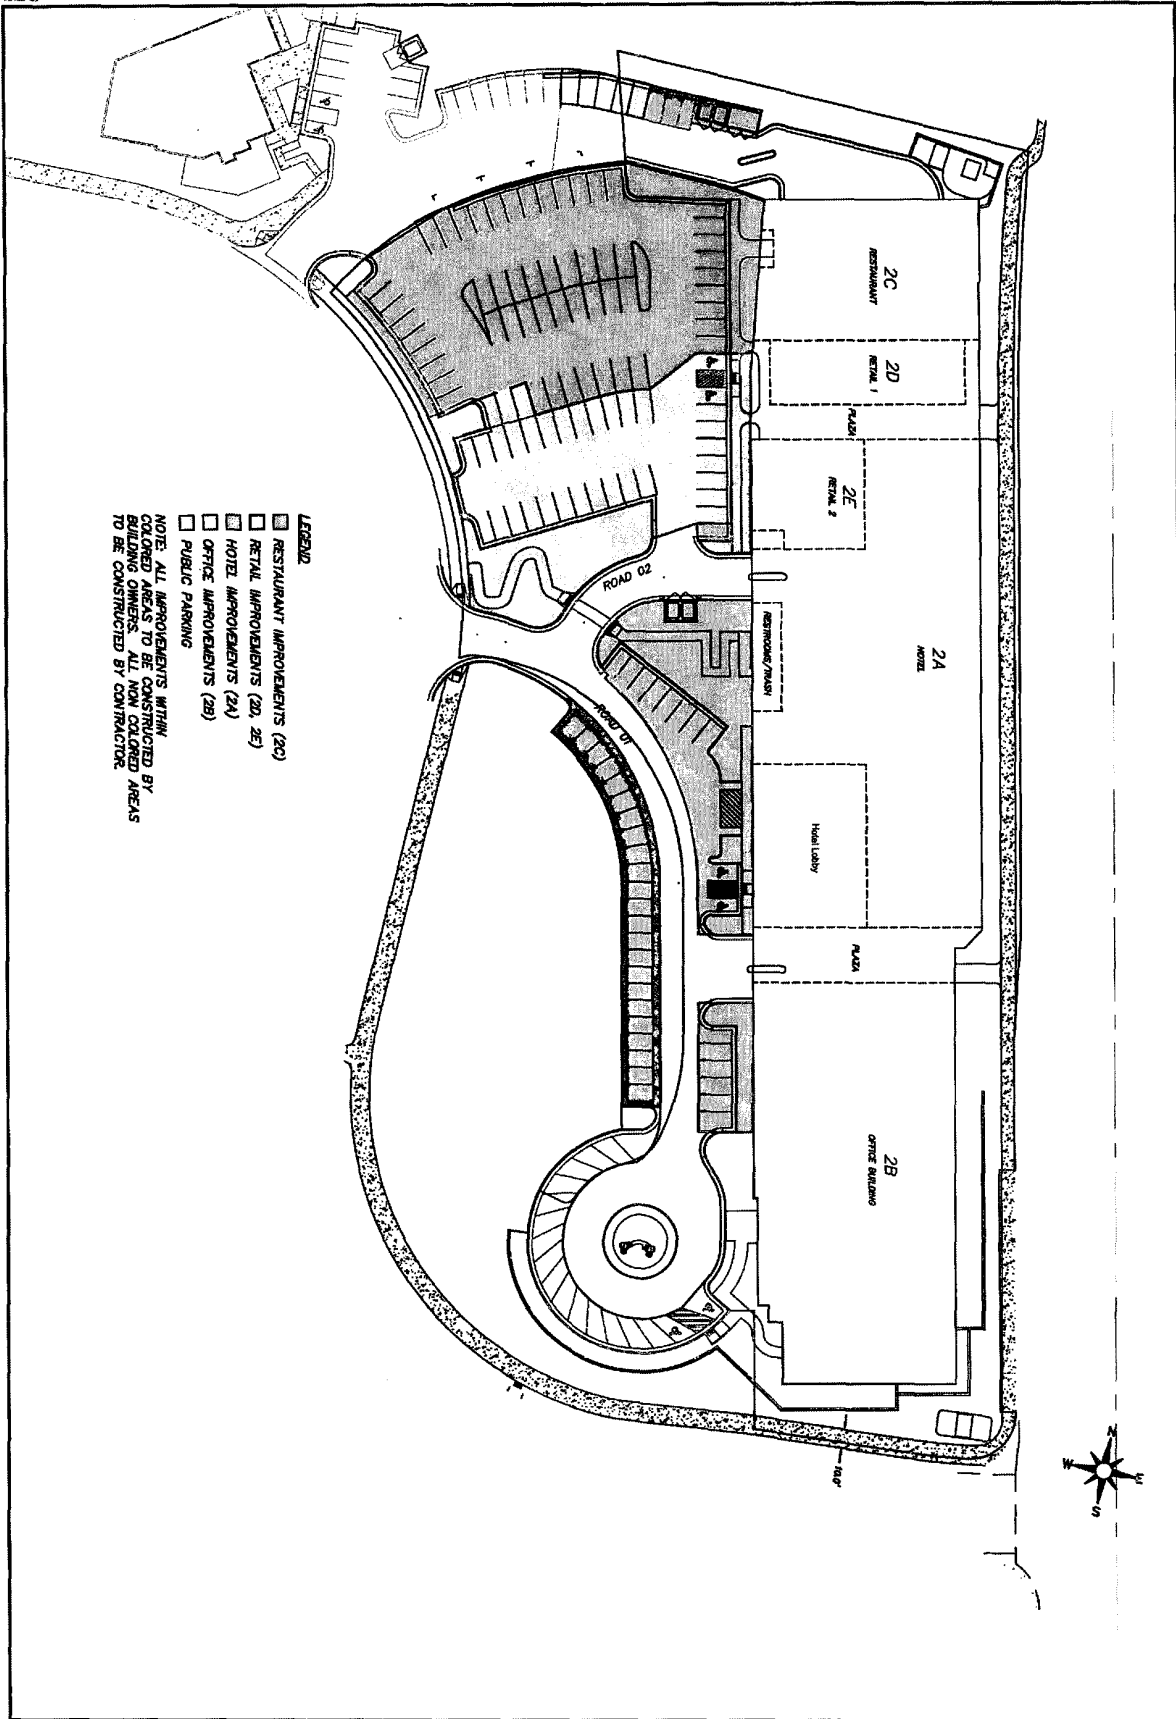 2C
RESTAURANT
2D
RETAIL 1
PLAZA
2E
RETAIL 2
2A
HOTEL
RESTROOMS/TRASH
Hotel Lobby
PLAZA
2B
OFFICE BUILDING
ROAD 02
ROAD 01
10.0'
N
E
W
S
LEGEND
RESTAURANT IMPROVEMENTS (2C)
RETAIL IMPROVEMENTS (2D, 2E)
HOTEL IMPROVEMENTS (2A)
OFFICE IMPROVEMENTS (2B)
PUBLIC PARKING
NOTE: ALL IMPROVEMENTS WITHIN
COLORED AREAS TO BE CONSTRUCTED BY
BUILDING OWNERS. ALL NON COLORED AREAS
TO BE CONSTRUCTED BY CONTRACTOR.